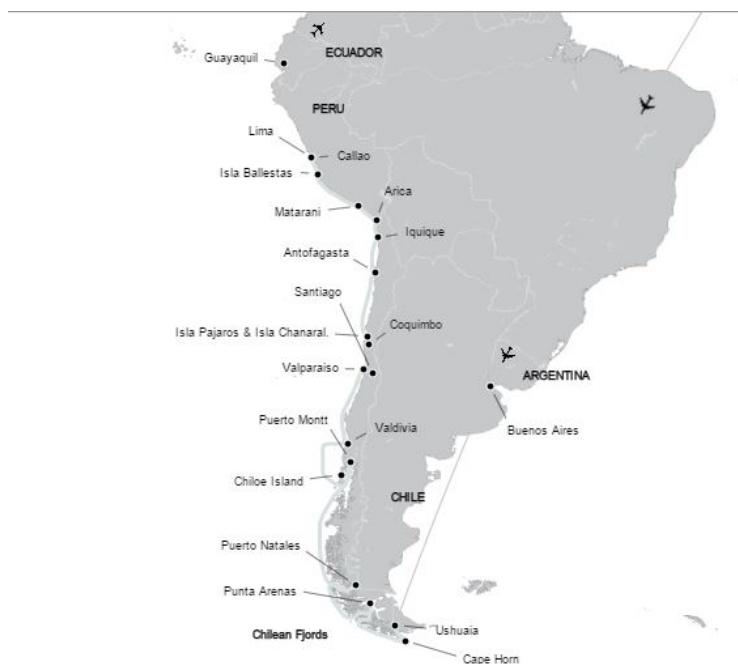 ECUADOR
Guayaquil
PERU
Lima
Callao
Isla Ballestas
Arica
Matarani
Iquique
Antofagasta
Santiago
Isla Pajaros & Isla Chanaral.
Coquimbo
Valparaiso
ARGENTINA
Puerto Montt
Valdivia
Buenos Aires
Chiloe Island
CHILE
Puerto Natales
Punta Arenas
Chilean Fjords
Ushuaia
Cape Horn